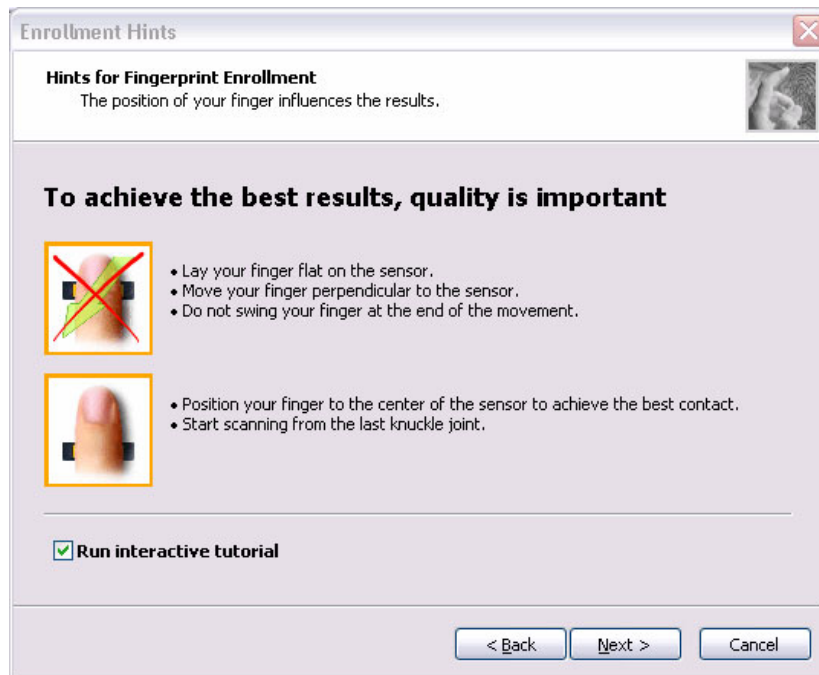 Enrollment Hints
Hints for Fingerprint Enrollment
The position of your finger influences the results.
To achieve the best results, quality is important
• Lay your finger flat on the sensor.
• Move your finger perpendicular to the sensor.
• Do not swing your finger at the end of the movement.
• Position your finger to the center of the sensor to achieve the best contact.
• Start scanning from the last knuckle joint.
Run interactive tutorial
< Back
Next >
Cancel